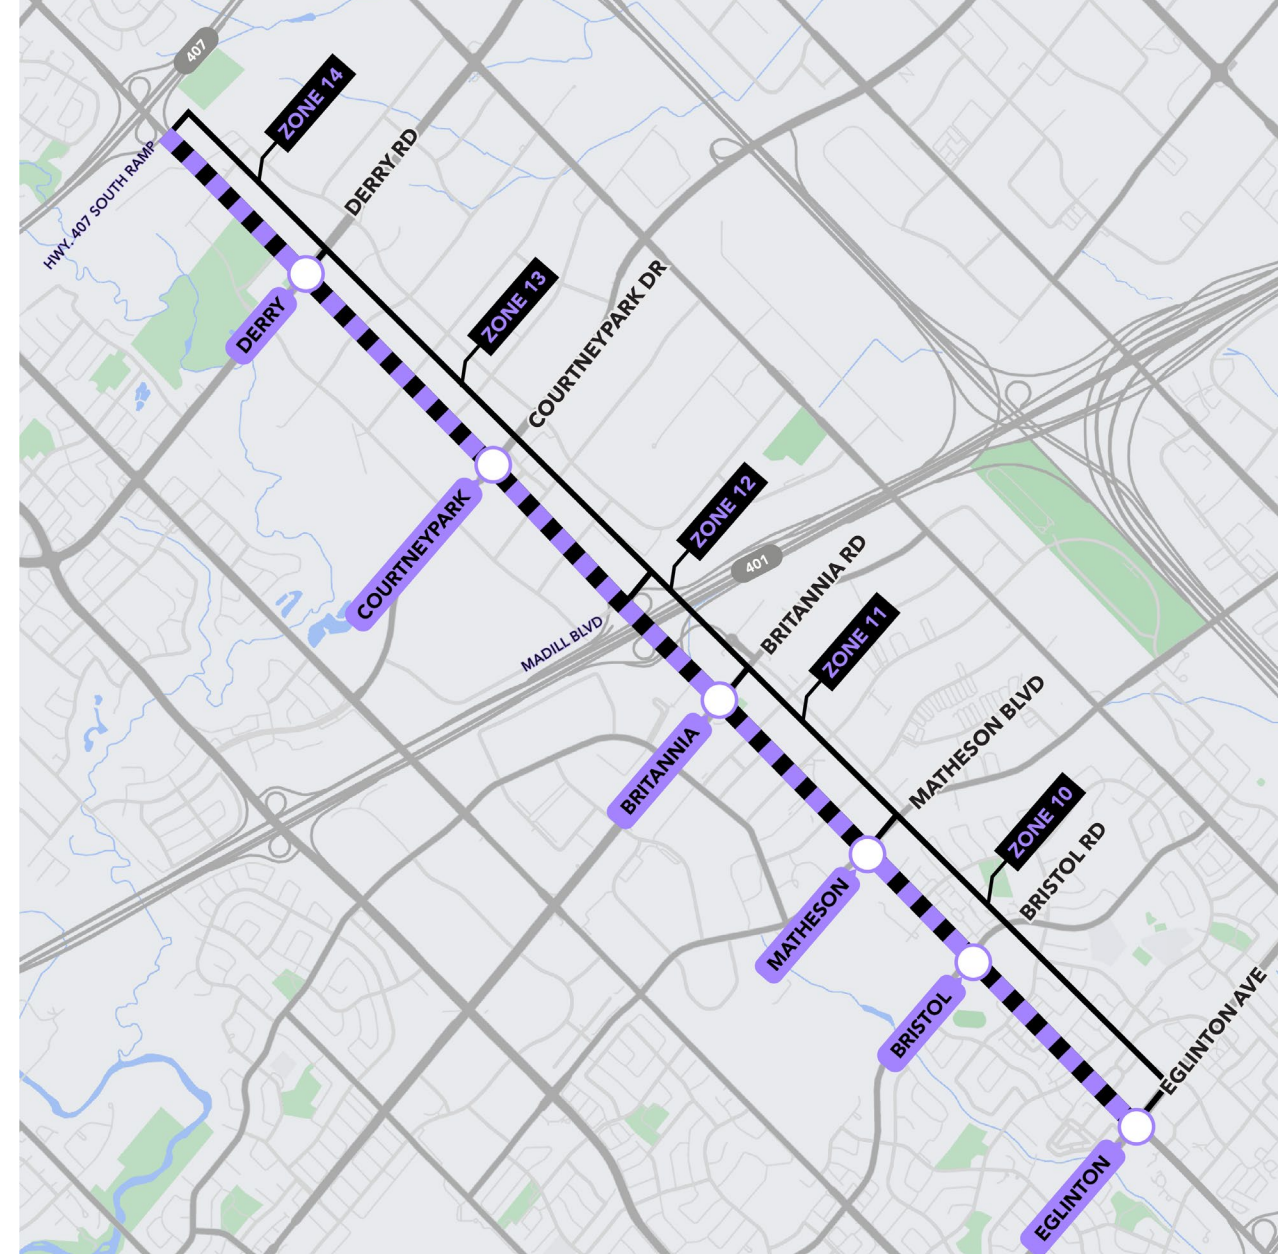 407
ZONE 14
DERRY RD
HWY. 407 SOUTH RAMP
DERRY
ZONE 13
COURTNEYPARK DR
COURTNEYPARK
ZONE 12
401
BRITANNIA RD
MADILL BLVD
ZONE 11
BRITANNIA
MATHESON BLVD
ZONE 10
BRISTOL RD
MATHESON
BRISTOL
EGLINTON AVE
EGLINTON